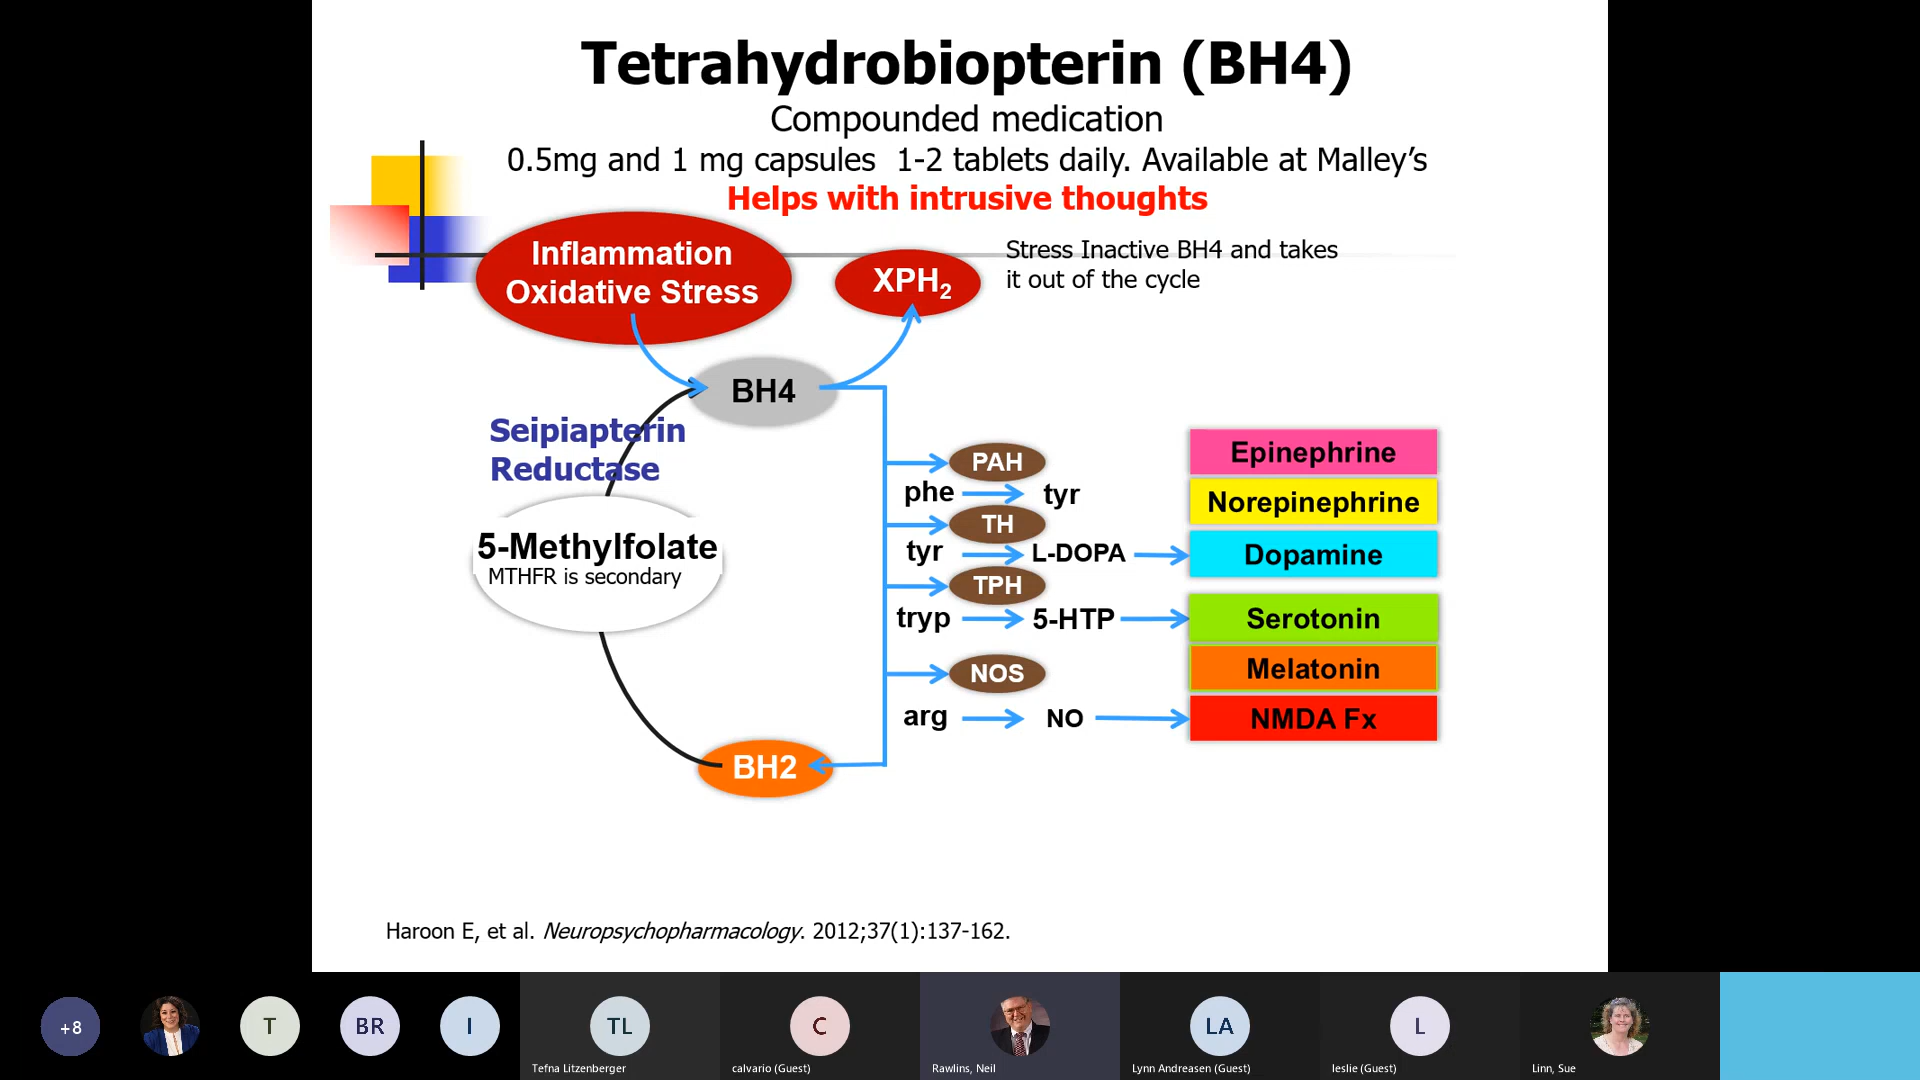 Tetrahydrobiopterin (BH4)
Compounded medication
0.5mg and 1 mg capsules  1-2 tablets daily. Available at Malley's
Helps with intrusive thoughts
Inflammation
Oxidative Stress
XPH2
Stress Inactive BH4 and takes
it out of the cycle
BH4
Seipiapterin
Reductase
5-Methylfolate
MTHFR is secondary
BH2
PAH
phe tyr
TH
tyr L-DOPA
TPH
tryp 5-HTP
NOS
arg NO
Epinephrine
Norepinephrine
Dopamine
Serotonin
Melatonin
NMDA Fx
Haroon E, et al. Neuropsychopharmacology. 2012;37(1):137-162.
+8
T
BR
I
TL
Tefna Litzenberger
C
calvario (Guest)
Rawlins, Neil
LA
Lynn Andreasen (Guest)
L
leslie (Guest)
Linn, Sue